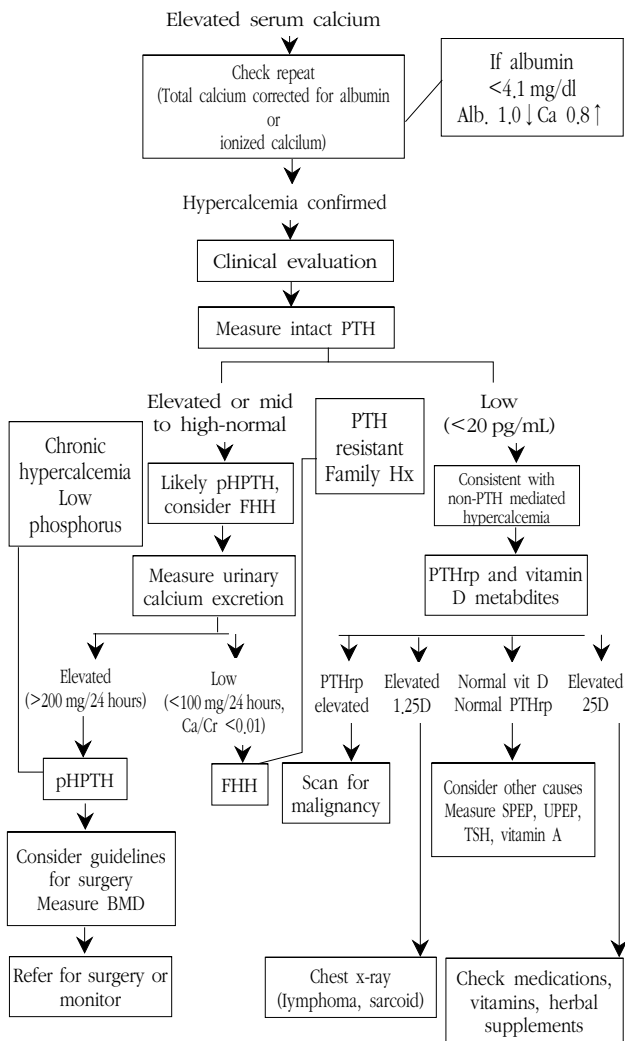 Elevated serum calcium
Check repeat
(Total calcium corrected for albumin
or
ionized calcilum)
If albumin
<4.1 mg/dl
Alb. 1.0↓Ca 0.8↑
Hypercalcemia confirmed
Clinical evaluation
Measure intact PTH
Elevated or mid
to high-normal
PTH
resistant
Family Hx
Low
(<20 pg/mL)
Chronic
hypercalcemia
Low
phosphorus
Likely pHPTH,
consider FHH
Consistent with
non-PTH mediated
hypercalcemia
Measure urinary
calcium excretion
PTHrp and vitamin
D metabdites
Elevated
(>200 mg/24 hours)
Low
(<100 mg/24 hours,
Ca/Cr <0.01)
PTHrp
elevated
Elevated
1.25D
Normal vit D
Normal PTHrp
Elevated
25D
pHPTH
FHH
Scan for
malignancy
Consider other causes
Measure SPEP, UPEP,
TSH, vitamin A
Consider guidelines
for surgery
Measure BMD
Refer for surgery or
monitor
Chest x-ray
(lymphoma, sarcoid)
Check medications,
vitamins, herbal
supplements